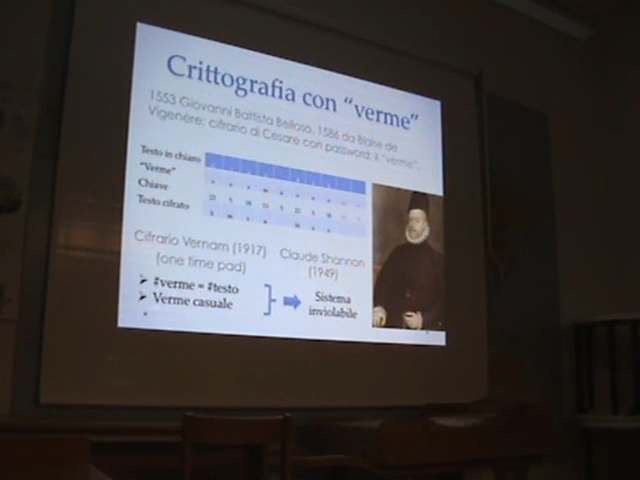 Crittografia con "verme"
1553 Giovanni Battista Bellaso, 1586 da Blaise de
Vigenére: cifrario di Cesare con password: il "verme".
Testo in chiaro
"Verme"
Chiave
Testo cifrato
Cifrario Vernam (1917)
(one time pad)
Claude Shannon
(1949)
#verme = #testo
Verme casuale
Sistema
inviolabile